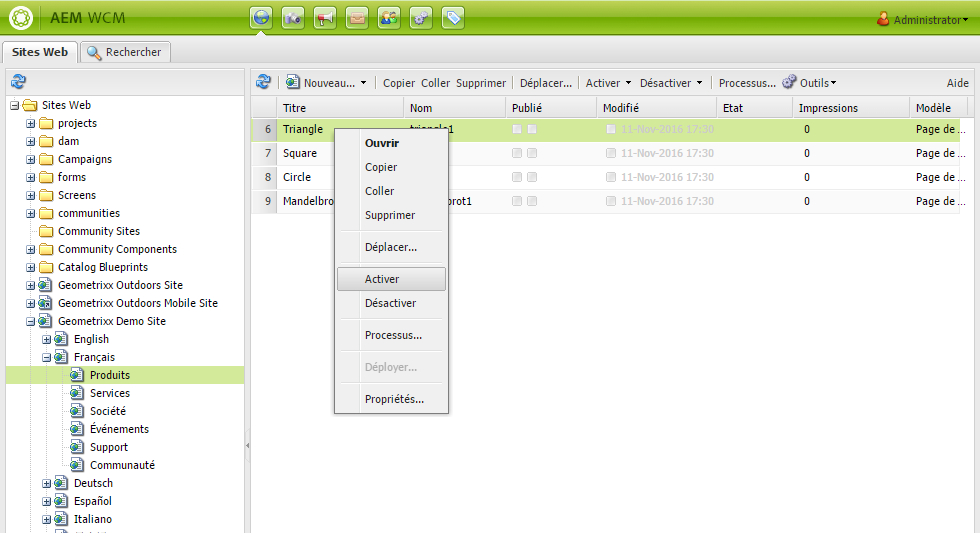 AEM WCM
Administrator
Sites Web
Rechercher
Nouveau... Copier Coller Supprimer Déplacer... Activer Désactiver Processus... Outils Aide
Sites Web
projects
dam
Campaigns
forms
Screens
communities
Community Sites
Community Components
Catalog Blueprints
Geometrixx Outdoors Site
Geometrixx Outdoors Mobile Site
Geometrixx Demo Site
English
Français
Produits
Services
Société
Événements
Support
Communauté
Deutsch
Español
Italiano
Titre Nom Publié Modifié Etat Impressions Modèle
6 Triangle triangle1 11-Nov-2016 17:30 0 Page de ...
7 Square 11-Nov-2016 17:30 0 Page de ...
8 Circle 11-Nov-2016 17:30 0 Page de ...
9 Mandelbro brot1 11-Nov-2016 17:30 0 Page de ...
Ouvrir
Copier
Coller
Supprimer
Déplacer...
Activer
Désactiver
Processus...
Déployer...
Propriétés...